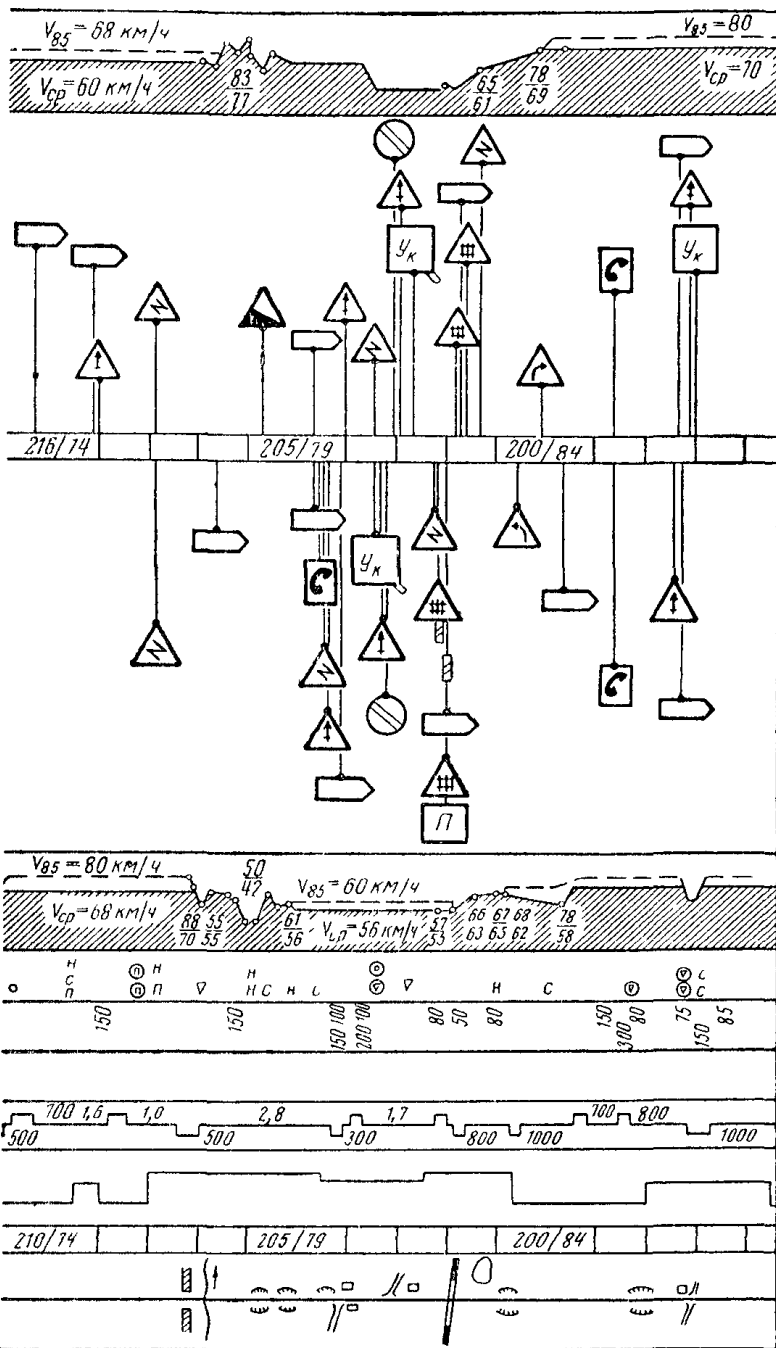 V85 = 68 км/ч
V85 = 80
Vср = 60 км/ч
83
77
65
61
78
69
Vср = 70
Ук
Ук
216/74
205/79
200/84
Ук
П
V85 = 80 км/ч
50
42
V85 = 60 км/ч
Vср = 68 км/ч
88
70
55
55
61
56
= 56 км/ч
57
53
66
63
67
63
68
62
78
58
н
с
п
п
п
н
п
н
н с
н
с
н
с
с
с
150
150
150 100
200 100
80
50
80
150
300 80
75
150
85
700 1,6
1,0
2,8
1,7
700
800
500
500
300
800
1000
1000
210/74
205/79
200/84